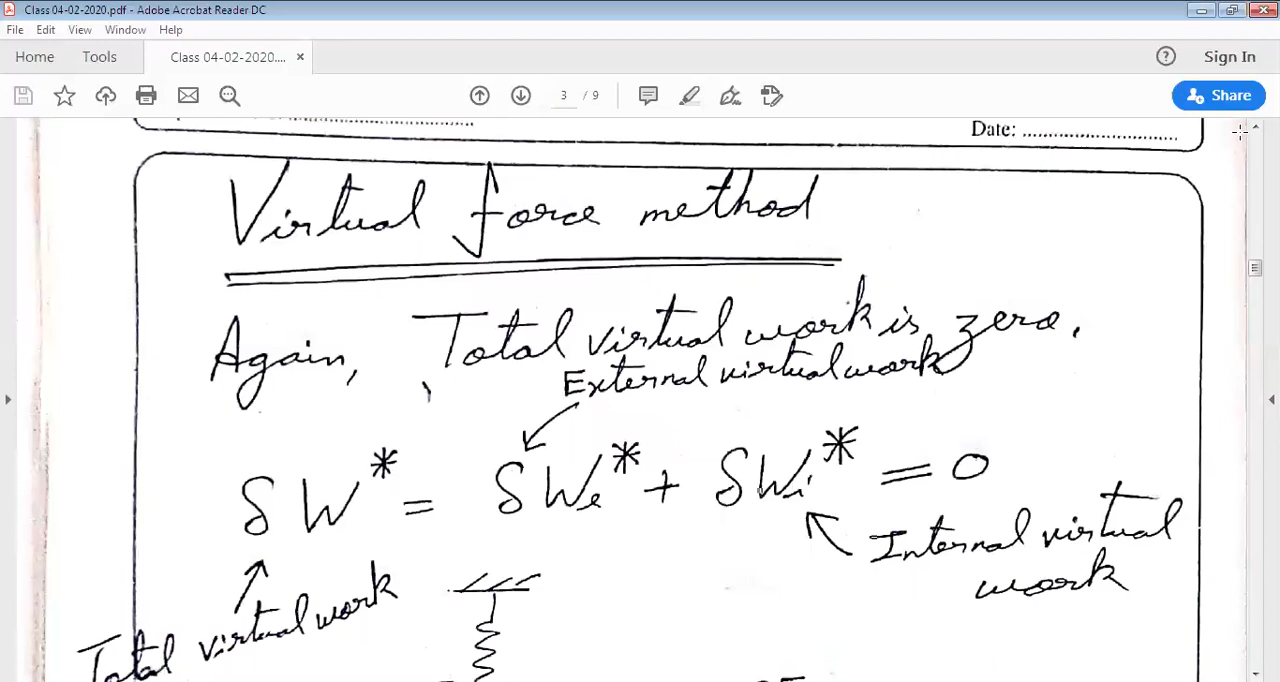 Class 04-02-2020.pdf - Adobe Acrobat Reader DC
File Edit View Window Help
Home Tools Class 04-02-2020.... × Sign In
3 / 9 Share
Date: ................................
Virtual force method
Again, Total virtual work is zero.
External virtual work
δW* = δWe* + δWi* = 0
Internal virtual
work
Total virtual work